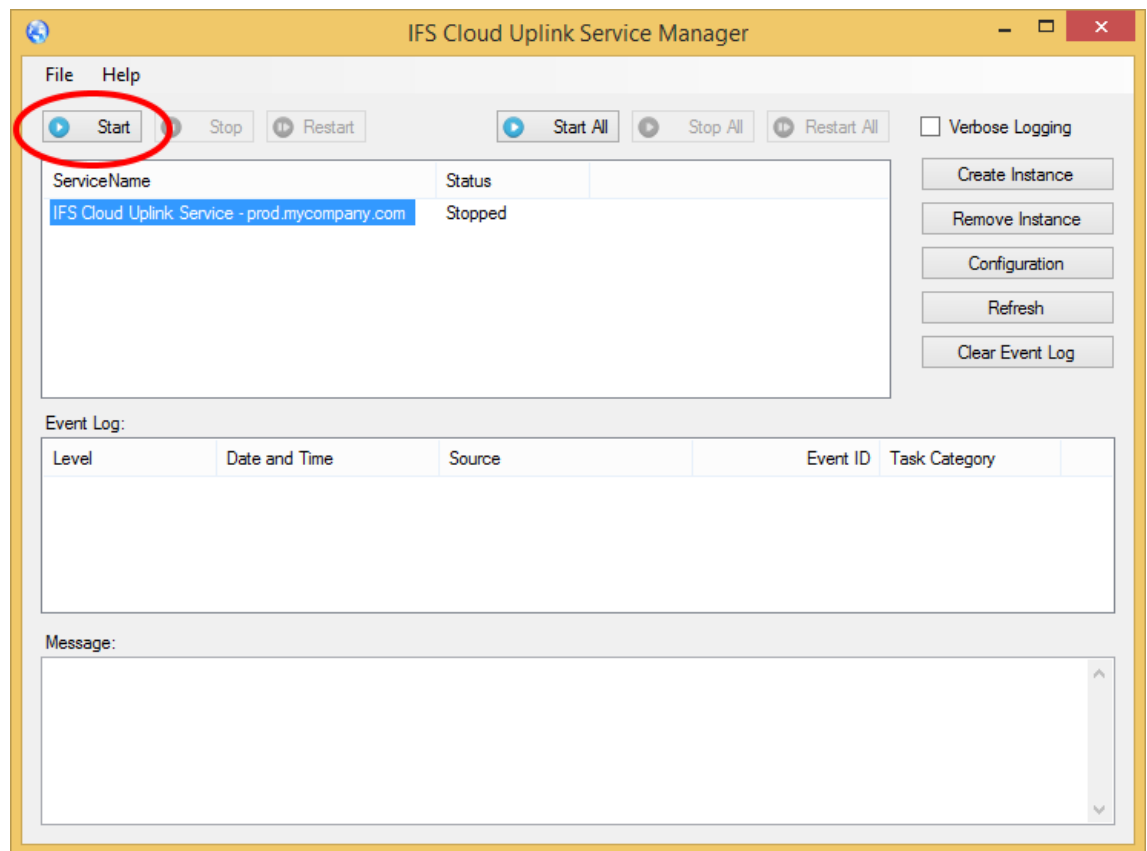 IFS Cloud Uplink Service Manager
File Help
Start Stop Restart Start All Stop All Restart All Verbose Logging
ServiceName Status Create Instance
IFS Cloud Uplink Service - prod.mycompany.com Stopped Remove Instance
Configuration
Refresh
Clear Event Log
Event Log:
Level Date and Time Source Event ID Task Category
Message: